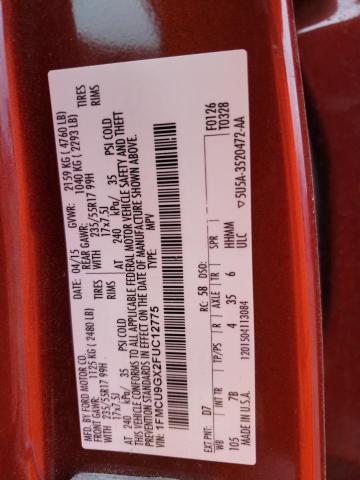 MFD. BY FORD MOTOR CO.
DATE: 04/15 GVWR: 2159 KG ( 4760 LB)
FRONT GAWR: 1125 KG ( 2480 LB) REAR GAWR: 1040 KG ( 2293 LB)
WITH 235/55R17 99H TIRES WITH 235/55R17 99H TIRES
17x7.5J RIMS 17x7.5J RIMS
AT 240 kPa/ 35 PSI COLD AT 240 kPa/ 35 PSI COLD
THIS VEHICLE CONFORMS TO ALL APPLICABLE FEDERAL MOTOR VEHICLE SAFETY AND THEFT
PREVENTION STANDARDS IN EFFECT ON THE DATE OF MANUFACTURE SHOWN ABOVE.
VIN: 1FMCU9GX2FUC12775
TYPE: MPV
F0126
T0328
EXT PNT: D7 RC: 58 DSO:
WB INT TR TP/PS R AXLE TR SPR
105 7B 4 35 6 HHMM
ULC
MADE IN U.S.A. 5U5A-3520472-AA
1201504113084